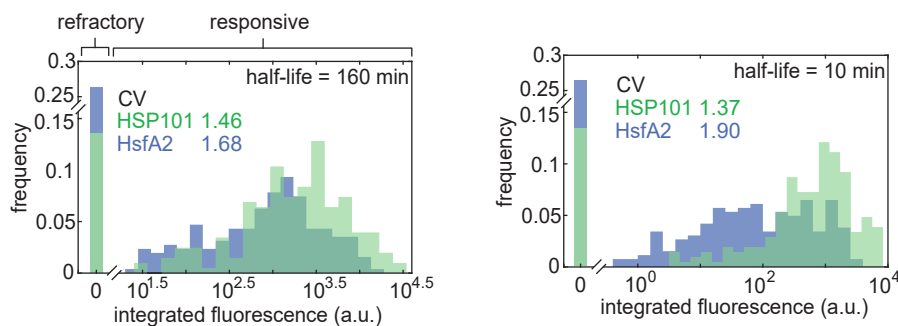 refractory responsive
0.3
0.25
0.15
0.1
0.05
0
frequency
half-life = 160 min
CV
HSP101 1.46
HsfA2 1.68
0 10^1.5 10^2.5 10^3.5 10^4.5
integrated fluorescence (a.u.)
0.3
0.25
0.15
0.1
0.05
0
frequency
half-life = 10 min
CV
HSP101 1.37
HsfA2 1.90
0 10^0 10^2 10^4
integrated fluorescence (a.u.)